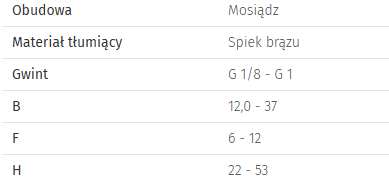 Obudowa Mosiądz
Materiał tłumiący Spiek brązu
Gwint G 1/8 - G 1
B 12,0 - 37
F 6 - 12
H 22 - 53